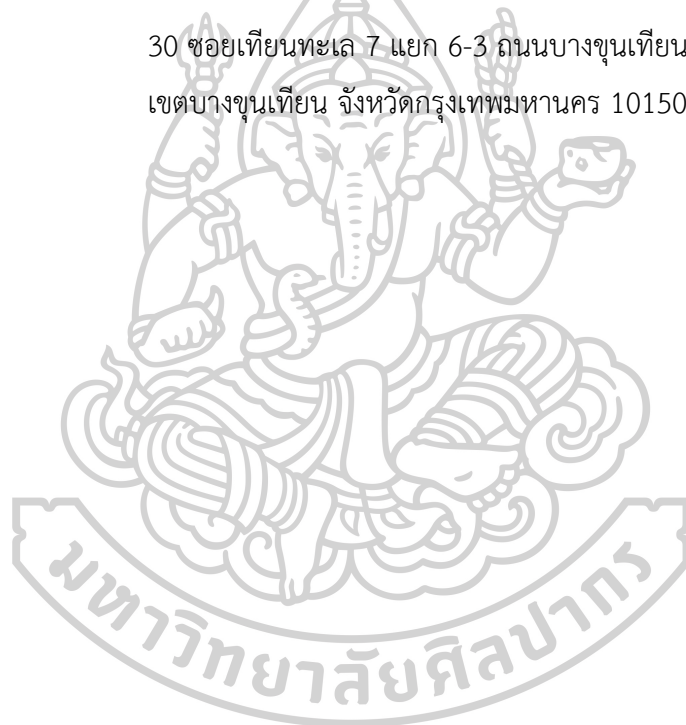 30 ซอยเทียนทะเล 7 แยก 6-3 ถนนบางขุนเทียน
เขตบางขุนเทียน จังหวัดกรุงเทพมหานคร 10150
มหาวิทยาลัยศิลปากร